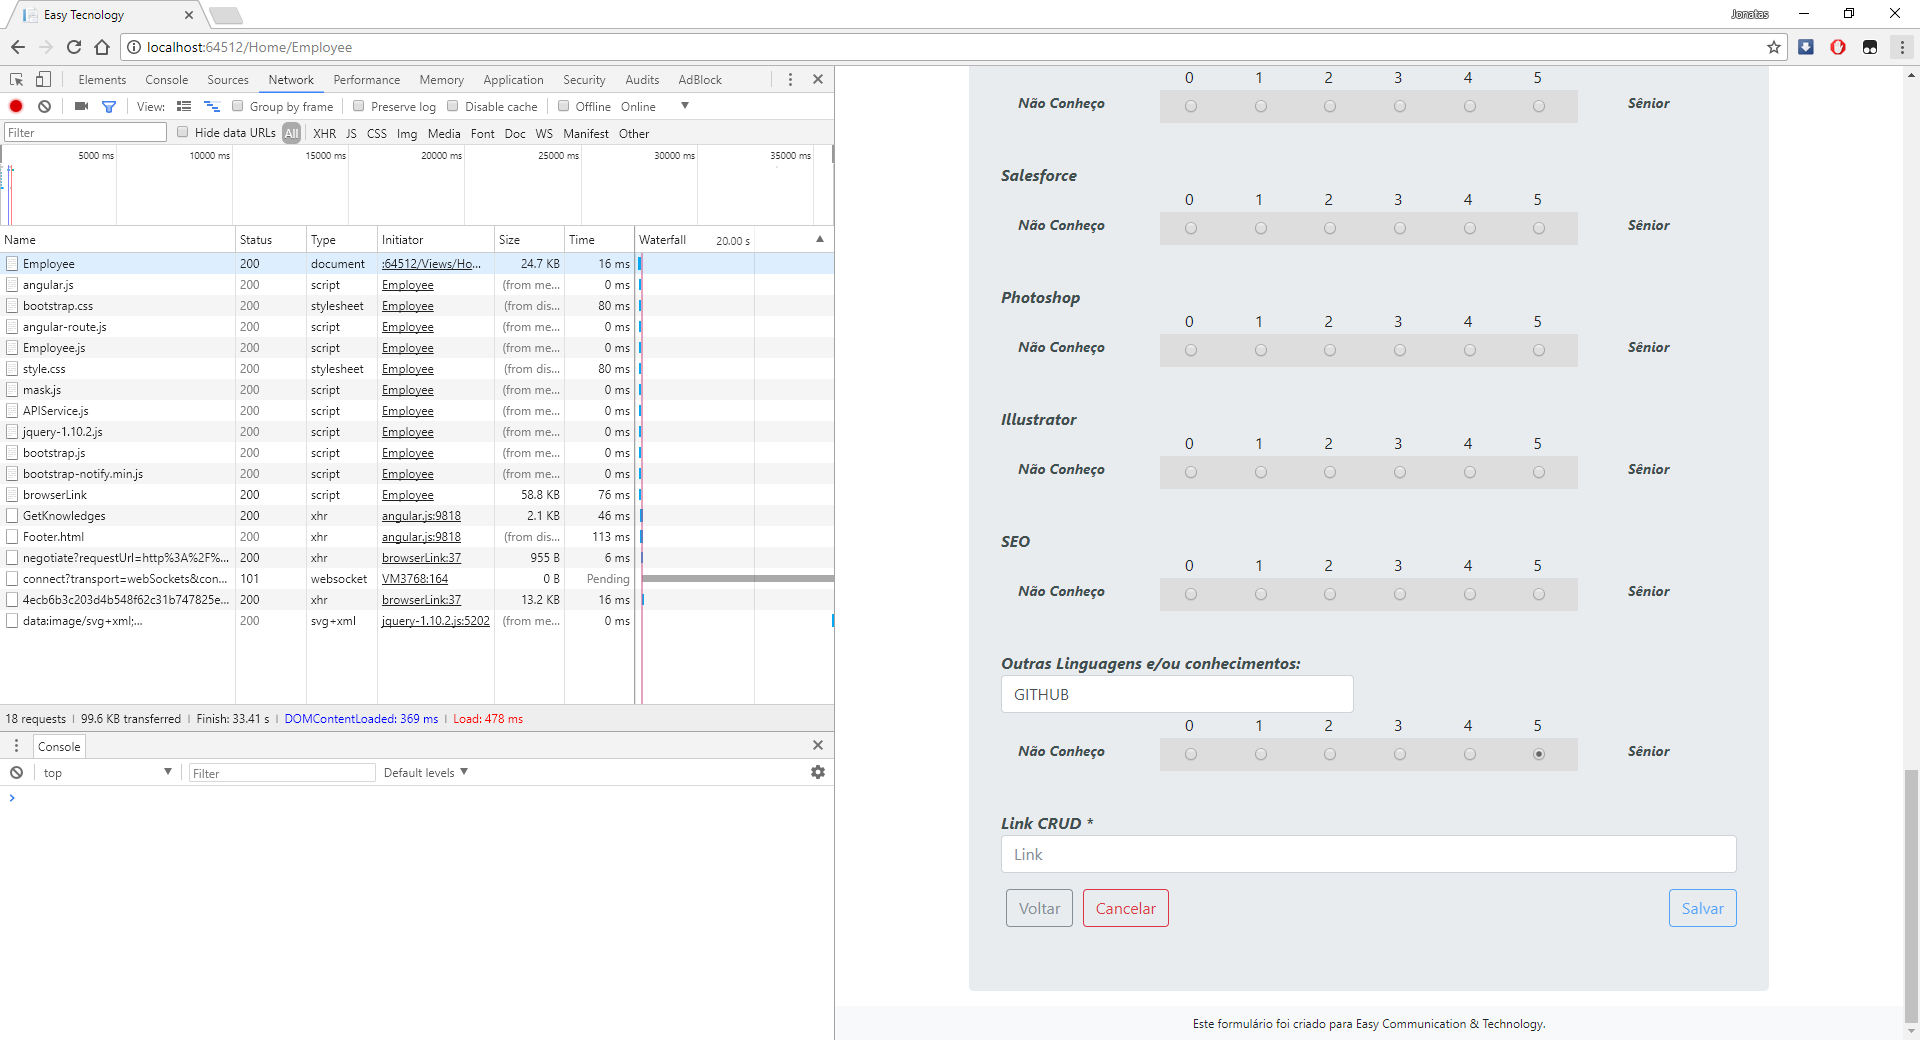 Easy Tecnology
Jonatas
localhost:64512/Home/Employee
Elements Console Sources Network Performance Memory Application Security Audits AdBlock
View: Group by frame Preserve log Disable cache Offline Online
Filter Hide data URLs All XHR JS CSS Img Media Font Doc WS Manifest Other
5000 ms 10000 ms 15000 ms 20000 ms 25000 ms 30000 ms 35000 ms
Name Status Type Initiator Size Time Waterfall 20.00 s
Employee 200 document :64512/Views/Ho... 24.7 KB 16 ms
angular.js 200 script Employee (from me... 0 ms
bootstrap.css 200 stylesheet Employee (from dis... 80 ms
angular-route.js 200 script Employee (from me... 0 ms
Employee.js 200 script Employee (from me... 0 ms
style.css 200 stylesheet Employee (from dis... 80 ms
mask.js 200 script Employee (from me... 0 ms
APIService.js 200 script Employee (from me... 0 ms
jquery-1.10.2.js 200 script Employee (from me... 0 ms
bootstrap.js 200 script Employee (from me... 0 ms
bootstrap-notify.min.js 200 script Employee (from me... 0 ms
browserLink 200 script Employee 58.8 KB 76 ms
GetKnowledges 200 xhr angular.js:9818 2.1 KB 46 ms
Footer.html 200 xhr angular.js:9818 (from dis... 113 ms
negotiate?requestUrl=http%3A%2F%... 200 xhr browserLink:37 955 B 6 ms
connect?transport=webSockets&con... 101 websocket VM3768:164 0 B Pending
4ecb6b3c203d4b548f62c31b747825e... 200 xhr browserLink:37 13.2 KB 16 ms
data:image/svg+xml;... 200 svg+xml jquery-1.10.2.js:5202 (from me... 0 ms
18 requests | 99.6 KB transferred | Finish: 33.41 s | DOMContentLoaded: 369 ms | Load: 478 ms
Console
top Filter Default levels
0 1 2 3 4 5
Não Conheço Sênior
Salesforce
0 1 2 3 4 5
Não Conheço Sênior
Photoshop
0 1 2 3 4 5
Não Conheço Sênior
Illustrator
0 1 2 3 4 5
Não Conheço Sênior
SEO
0 1 2 3 4 5
Não Conheço Sênior
Outras Linguagens e/ou conhecimentos:
GITHUB
0 1 2 3 4 5
Não Conheço Sênior
Link CRUD *
Link
Voltar Cancelar Salvar
Este formulário foi criado para Easy Communication & Technology.